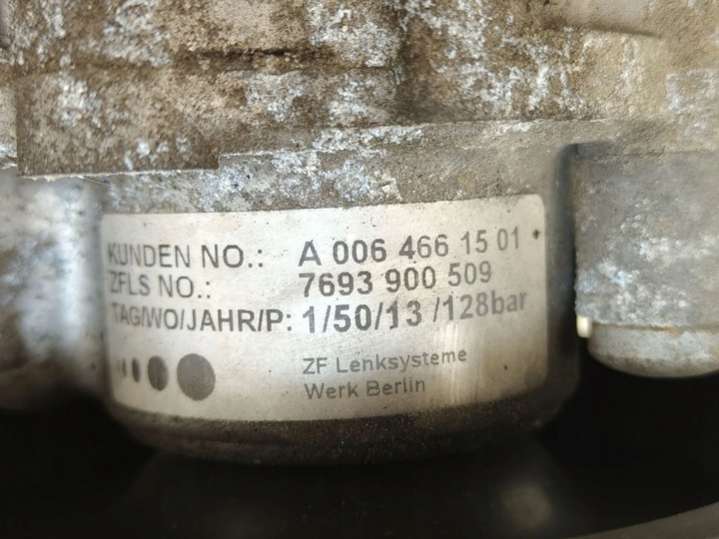 KUNDEN NO.: A 006 466 15 01
ZFLS NO.: 7693 900 509
TAG/WO/JAHR/P: 1/50/13 /128bar
ZF Lenksysteme
Werk Berlin